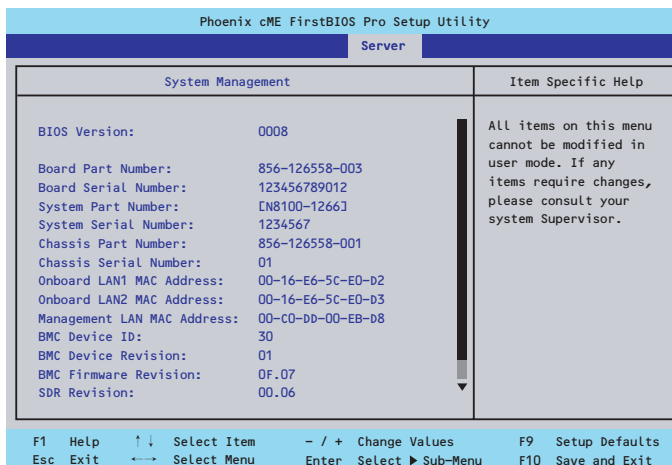 Phoenix cME FirstBIOS Pro Setup Utility
Server
System Management
Item Specific Help
BIOS Version: 0008
Board Part Number: 856-126558-003
Board Serial Number: 123456789012
System Part Number: [N8100-1266]
System Serial Number: 1234567
Chassis Part Number: 856-126558-001
Chassis Serial Number: 01
Onboard LAN1 MAC Address: 00-16-E6-5C-E0-D2
Onboard LAN2 MAC Address: 00-16-E6-5C-E0-D3
Management LAN MAC Address: 00-C0-DD-00-EB-D8
BMC Device ID: 30
BMC Device Revision: 01
BMC Firmware Revision: 0F.07
SDR Revision: 00.06
All items on this menu
cannot be modified in
user mode. If any
items require changes,
please consult your
system Supervisor.
F1 Help ↑↓ Select Item - / + Change Values F9 Setup Defaults
Esc Exit ←→ Select Menu Enter Select ▶ Sub-Menu F10 Save and Exit